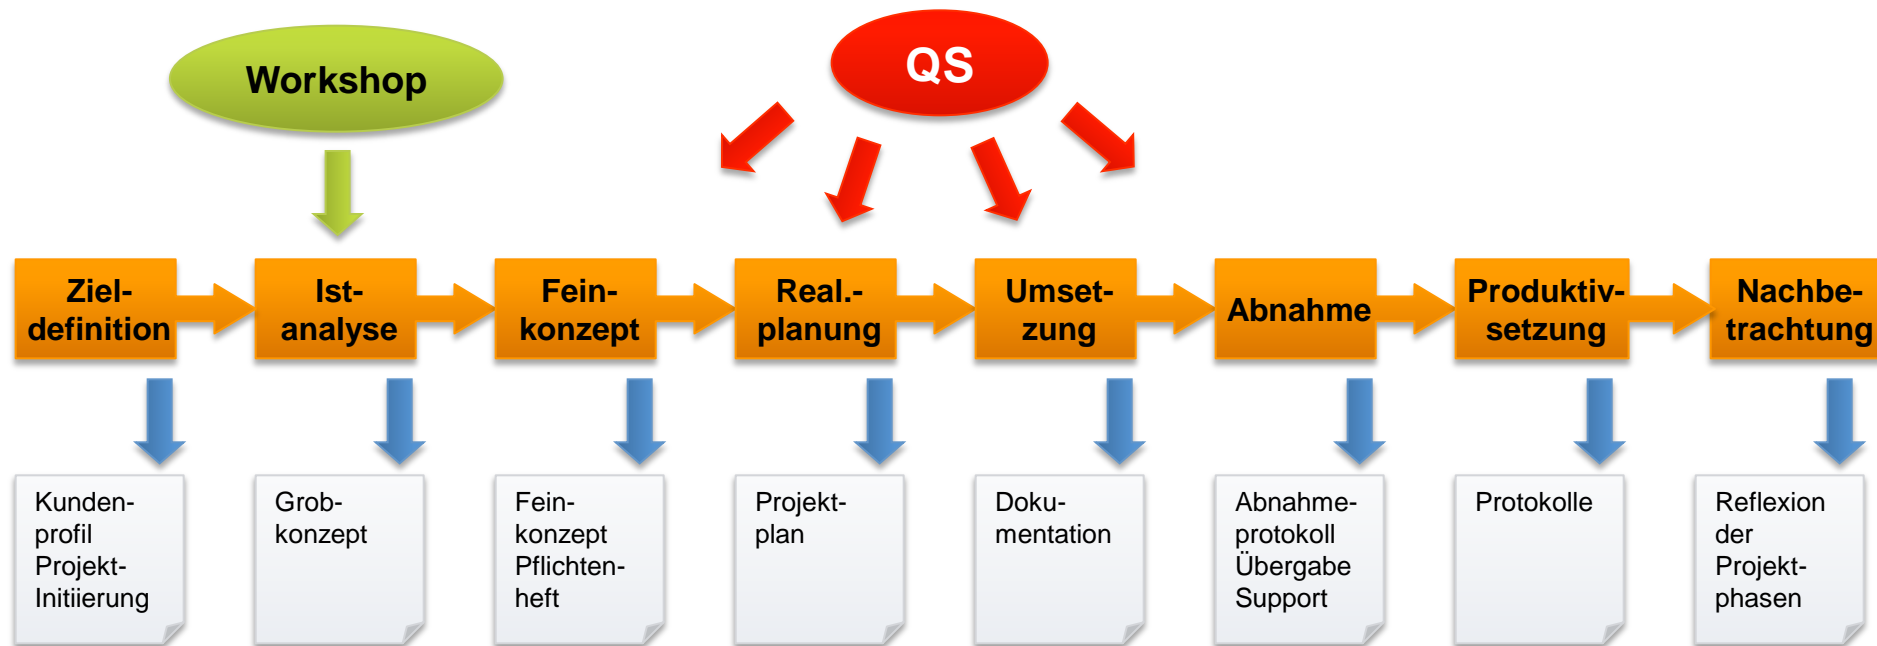 Workshop
QS
Ziel-
definition
Ist-
analyse
Fein-
konzept
Real.-
planung
Umset-
zung
Abnahme
Produktiv-
setzung
Nachbe-
trachtung
Kunden-
profil
Projekt-
Initiierung
Grob-
konzept
Fein-
konzept
Pflichten-
heft
Projekt-
plan
Doku-
mentation
Abnahme-
protokoll
Übergabe
Support
Protokolle
Reflexion
der
Projekt-
phasen